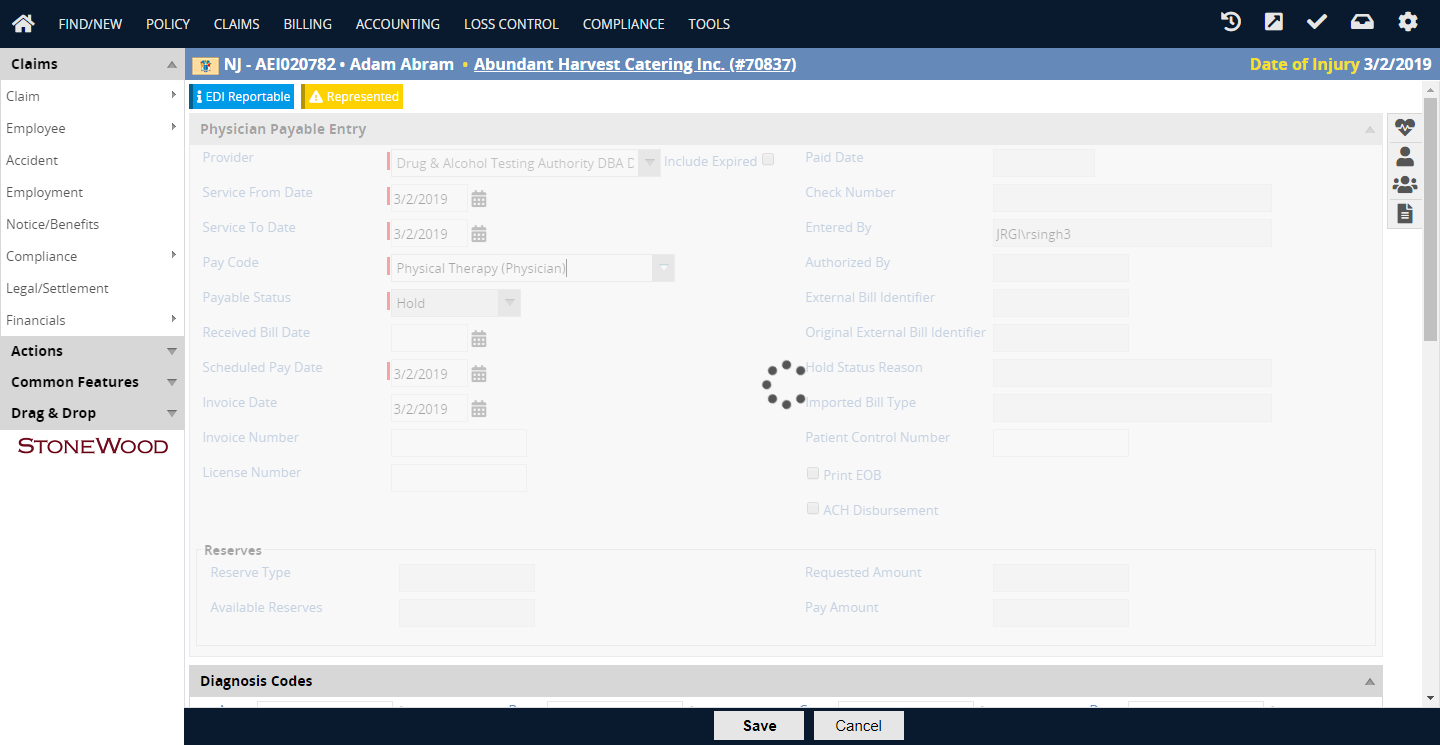 FIND/NEW POLICY CLAIMS BILLING ACCOUNTING LOSS CONTROL COMPLIANCE TOOLS
Claims
NJ - AEI020782 • Adam Abram • Abundant Harvest Catering Inc. (#70837)
Date of Injury 3/2/2019
Claim
Employee
Accident
Employment
Notice/Benefits
Compliance
Legal/Settlement
Financials
Actions
Common Features
Drag & Drop
STONEWOOD
EDI Reportable
Represented
Physician Payable Entry
Provider Drug & Alcohol Testing Authority DBA D Include Expired
Service From Date 3/2/2019
Service To Date 3/2/2019
Pay Code Physical Therapy (Physician)
Payable Status Hold
Received Bill Date
Scheduled Pay Date 3/2/2019
Invoice Date 3/2/2019
Invoice Number
License Number
Paid Date
Check Number
Entered By JRGI\rsingh3
Authorized By
External Bill Identifier
Original External Bill Identifier
Hold Status Reason
Imported Bill Type
Patient Control Number
Print EOB
ACH Disbursement
Reserves
Reserve Type
Available Reserves
Requested Amount
Pay Amount
Diagnosis Codes
Save Cancel